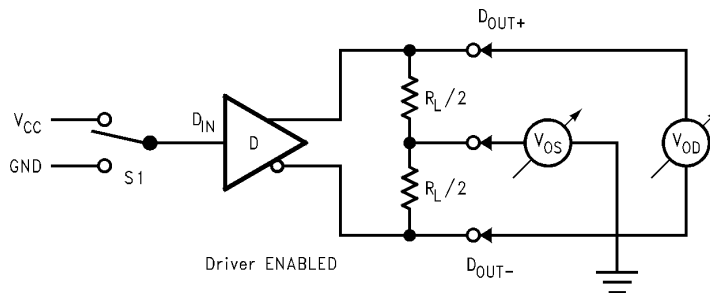 DOUT+
VCC
DIN
RL/2
D
VOS
VOD
GND
S1
RL/2
Driver ENABLED
DOUT-